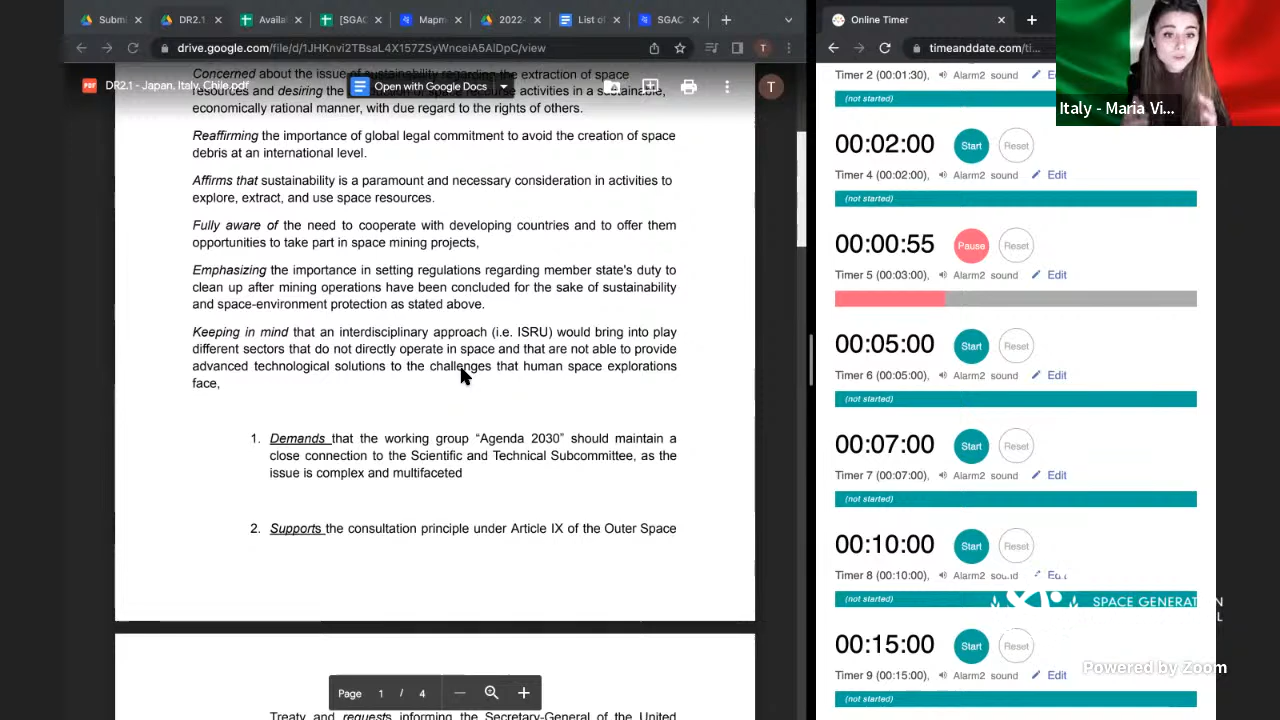 Submi
DR2.1
Availa
[SGAC
Mapm
2022-
List of
SGAC
drive.google.com/file/d/1JHKnvi2TBsaL4X157ZSyWnceiA5AlDpC/view
T
DR2.1 - Japan, Italy, Chile.pdf
Open with Google Docs
T
Concerned about the issue of sustainability regarding the extraction of space
resources and desiring the of space resource activities in a sustainable,
economically rational manner, with due regard to the rights of others.
Reaffirming the importance of global legal commitment to avoid the creation of space
debris at an international level.
Affirms that sustainability is a paramount and necessary consideration in activities to
explore, extract, and use space resources.
Fully aware of the need to cooperate with developing countries and to offer them
opportunities to take part in space mining projects,
Emphasizing the importance in setting regulations regarding member state's duty to
clean up after mining operations have been concluded for the sake of sustainability
and space-environment protection as stated above.
Keeping in mind that an interdisciplinary approach (i.e. ISRU) would bring into play
different sectors that do not directly operate in space and that are not able to provide
advanced technological solutions to the challenges that human space explorations
face,
1. Demands that the working group “Agenda 2030” should maintain a
close connection to the Scientific and Technical Subcommittee, as the
issue is complex and multifaceted
2. Supports the consultation principle under Article IX of the Outer Space
Page 1 / 4
Treaty and requests informing the Secretary-General of the United
Online Timer
timeanddate.com/ti...
Timer 2 (00:01:30), Alarm2 sound
(not started)
00:02:00 Start Reset
Timer 4 (00:02:00), Alarm2 sound Edit
(not started)
00:00:55 Pause Reset
Timer 5 (00:03:00), Alarm2 sound Edit
00:05:00 Start Reset
Timer 6 (00:05:00), Alarm2 sound Edit
(not started)
00:07:00 Start Reset
Timer 7 (00:07:00), Alarm2 sound Edit
(not started)
00:10:00 Start Reset
Timer 8 (00:10:00), Alarm2 sound Edit
(not started)
00:15:00 Start Reset
Timer 9 (00:15:00), Alarm2 sound Edit
(not started)
Italy - Maria Vi...
SPACE GENERATION
Powered by Zoom